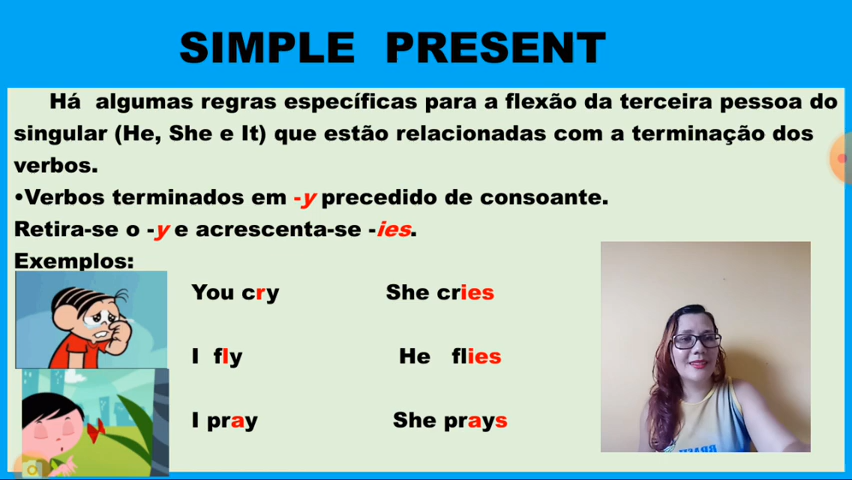 SIMPLE PRESENT
Há algumas regras específicas para a flexão da terceira pessoa do
singular (He, She e It) que estão relacionadas com a terminação dos
verbos.
•Verbos terminados em -y precedido de consoante.
Retira-se o -y e acrescenta-se -ies.
Exemplos:
You cry She cries
I fly He flies
I pray She prays